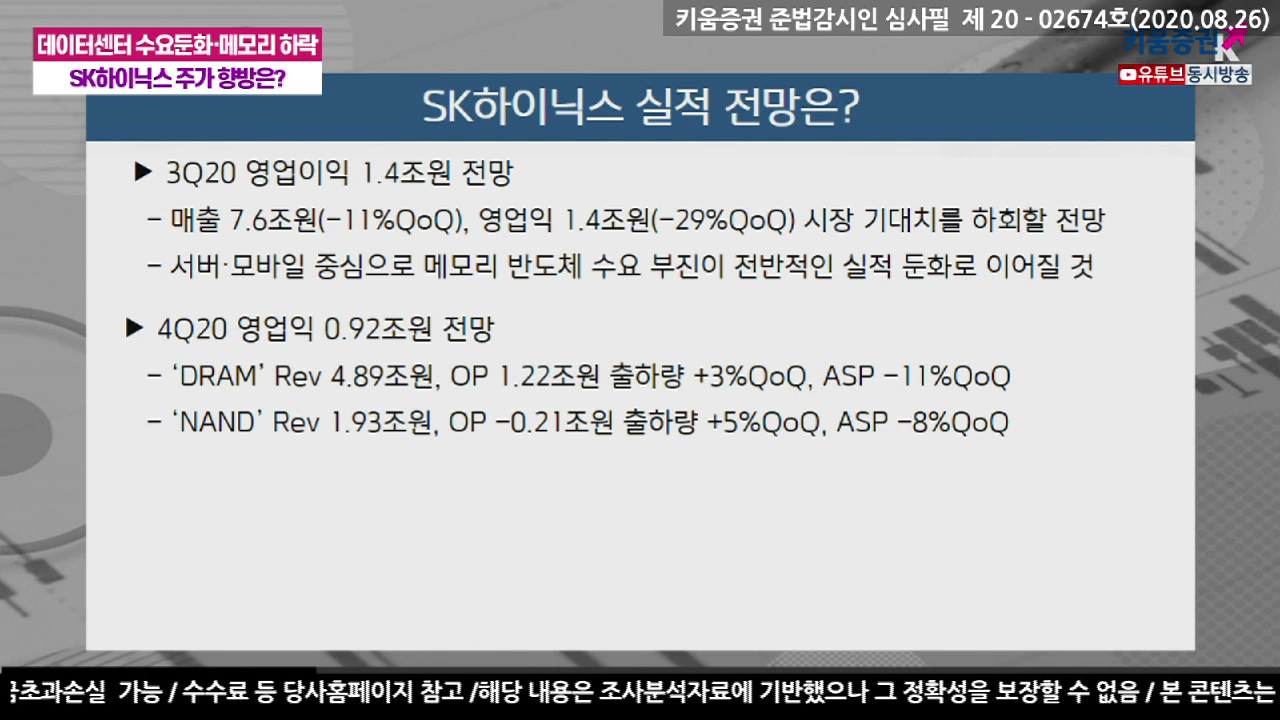 키움증권 준법감시인 심사필 제 20 - 02674호(2020.08.26)
데이터센터 수요둔화·메모리 하락
SK하이닉스 주가 향방은?
키움증권
유튜브동시방송
SK하이닉스 실적 전망은?
▶ 3Q20 영업이익 1.4조원 전망
- 매출 7.6조원(-11%QoQ), 영업익 1.4조원(-29%QoQ) 시장 기대치를 하회할 전망
- 서버·모바일 중심으로 메모리 반도체 수요 부진이 전반적인 실적 둔화로 이어질 것
▶ 4Q20 영업익 0.92조원 전망
- ‘DRAM’ Rev 4.89조원, OP 1.22조원 출하량 +3%QoQ, ASP -11%QoQ
- ‘NAND’ Rev 1.93조원, OP -0.21조원 출하량 +5%QoQ, ASP -8%QoQ
초과손실 가능 / 수수료 등 당사홈페이지 참고 /해당 내용은 조사분석자료에 기반했으나 그 정확성을 보장할 수 없음 / 본 콘텐츠는